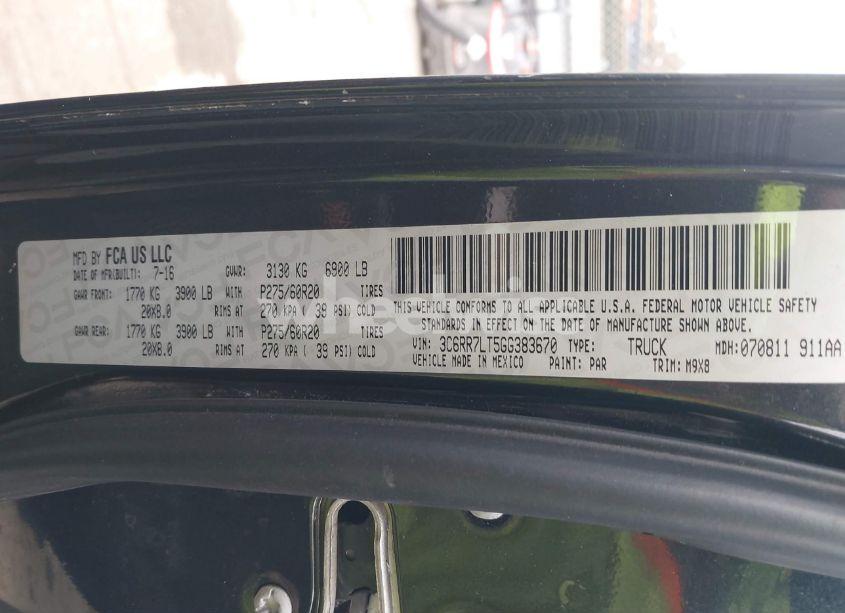 MFD BY FCA US LLC
DATE OF MFR(BUILT): 7-16 GVWR: 3130 KG 6900 LB
GAWR FRONT: 1770 KG 3900 LB WITH P275/60R20 TIRES
20X8.0 RIMS AT 270 KPA ( 39 PSI) COLD
GAWR REAR: 1770 KG 3900 LB WITH P275/60R20 TIRES
20X8.0 RIMS AT 270 KPA ( 39 PSI) COLD
THIS VEHICLE CONFORMS TO ALL APPLICABLE U.S.A. FEDERAL MOTOR VEHICLE SAFETY
STANDARDS IN EFFECT ON THE DATE OF MANUFACTURE SHOWN ABOVE.
VIN: 3C6RR7LT5GG383670 TYPE: TRUCK MDH: 070811 911AA
VEHICLE MADE IN MEXICO PAINT: PAR TRIM: M9X8